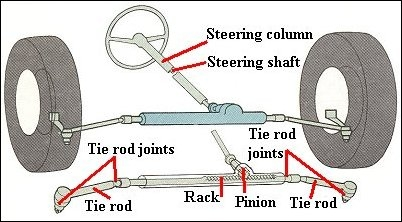 Steering column
Steering shaft
Tie rod joints
Tie rod
joints
Tie rod
Rack
Pinion
Tie rod